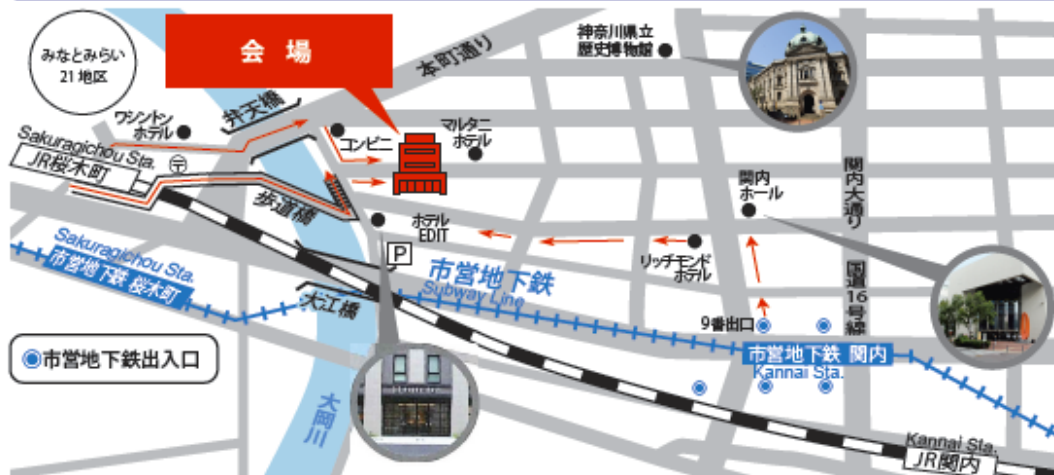 みなとみらい
21地区
会 場
本町通り
神奈川県立
歴史博物館
弁天橋
ワシントン
ホテル
コンビニ
マルタニ
ホテル
Sakuragichou Sta.
JR桜木町
〒
歩道橋
ホテル
EDIT
P
関内
ホール
関内大通り
国道16号線
リッチモンド
ホテル
Sakuragichou Sta.
市営地下鉄 桜木町
大江橋
市営地下鉄
Subway Line
9番出口
市営地下鉄 関内
Kannai Sta.
市営地下鉄出入口
大岡川
Kannai Sta.
JR関内